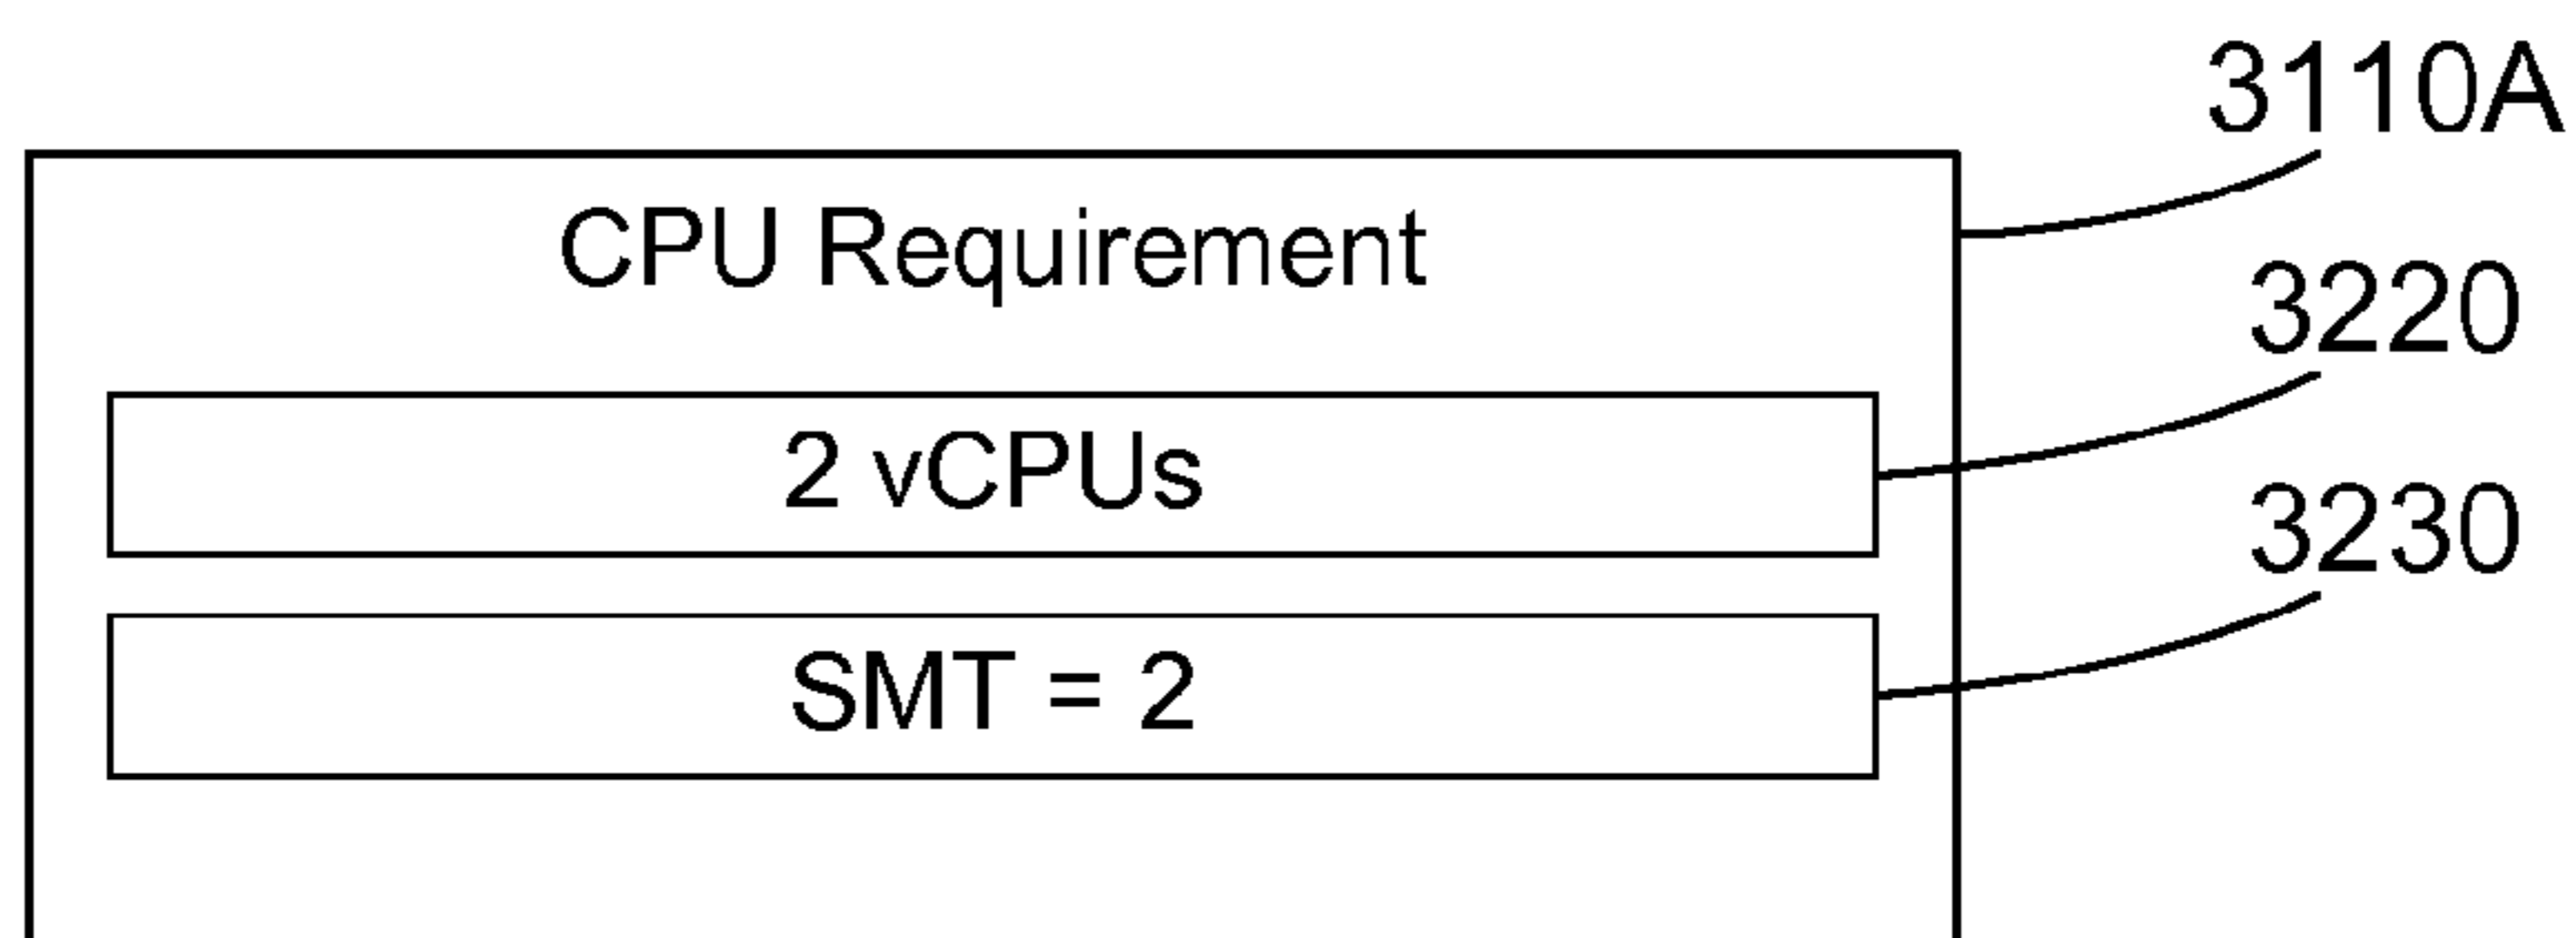 3110A
CPU Requirement
3220
2 vCPUs
3230
SMT = 2